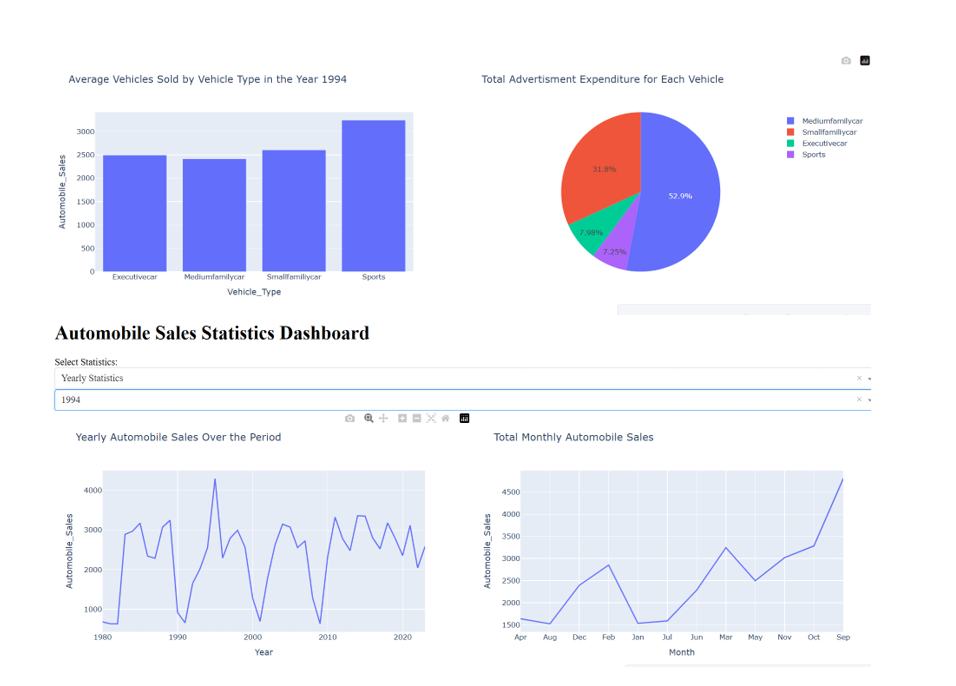 Average Vehicles Sold by Vehicle Type in the Year 1994
Automobile_Sales
3000
2500
2000
1500
1000
500
0
Executivecar Mediumfamilycar Smallfamiliycar Sports
Vehicle_Type
Total Advertisment Expenditure for Each Vehicle
31.8%
52.9%
7.98%
7.25%
Mediumfamilycar
Smallfamiliycar
Executivecar
Sports
Automobile Sales Statistics Dashboard
Select Statistics:
Yearly Statistics
1994
Yearly Automobile Sales Over the Period
Automobile_Sales
4000
3000
2000
1000
1980 1990 2000 2010 2020
Year
Total Monthly Automobile Sales
Automobile_Sales
4500
4000
3500
3000
2500
2000
1500
Apr Aug Dec Feb Jan Jul Jun Mar May Nov Oct Sep
Month